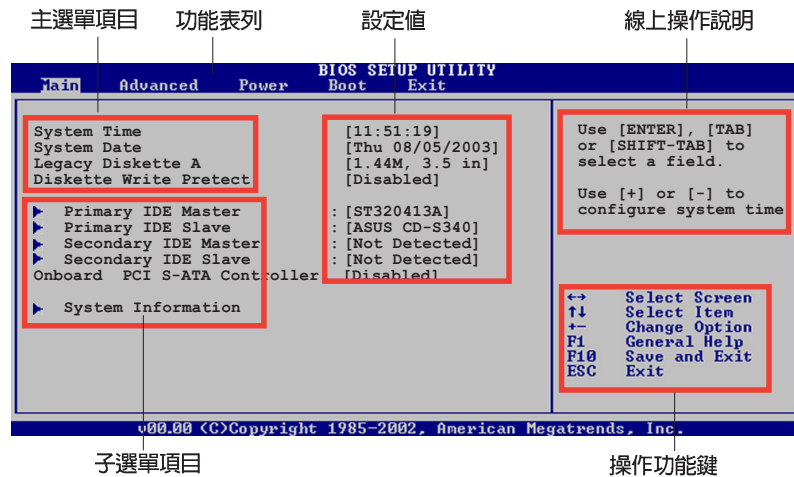 主選單項目 功能表列 設定值 線上操作說明
BIOS SETUP UTILITY
Main Advanced Power Boot Exit
System Time [11:51:19]
System Date [Thu 08/05/2003]
Legacy Diskette A [1.44M, 3.5 in]
Diskette Write Pretect [Disabled]
Primary IDE Master : [ST320413A]
Primary IDE Slave : [ASUS CD-S340]
Secondary IDE Master : [Not Detected]
Secondary IDE Slave : [Not Detected]
Onboard PCI S-ATA Controller [Disabled]
System Information
Use [ENTER], [TAB]
or [SHIFT-TAB] to
select a field.
Use [+] or [-] to
configure system time
↔ Select Screen
↑↓ Select Item
+- Change Option
F1 General Help
F10 Save and Exit
ESC Exit
v00.00 (C)Copyright 1985-2002, American Megatrends, Inc.
子選單項目 操作功能鍵